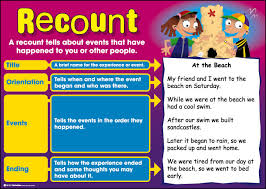 Recount
A recount tells about events that have
happened to you or other people.
Title
A brief name for the experience or event.
At the Beach
Orientation
Tells when and where the event
began and who was there.
My friend and I went to the
beach on Saturday.
Events
Tells the events in the order they
happened.
While we were at the beach we
had a cool swim.
After our swim we built
sandcastles.
Later it began to rain, so we
packed up and went home.
Ending
Tells how the experience ended
and some thoughts you may
have about it.
We were tired from our day at
the beach, so we went to bed
early.